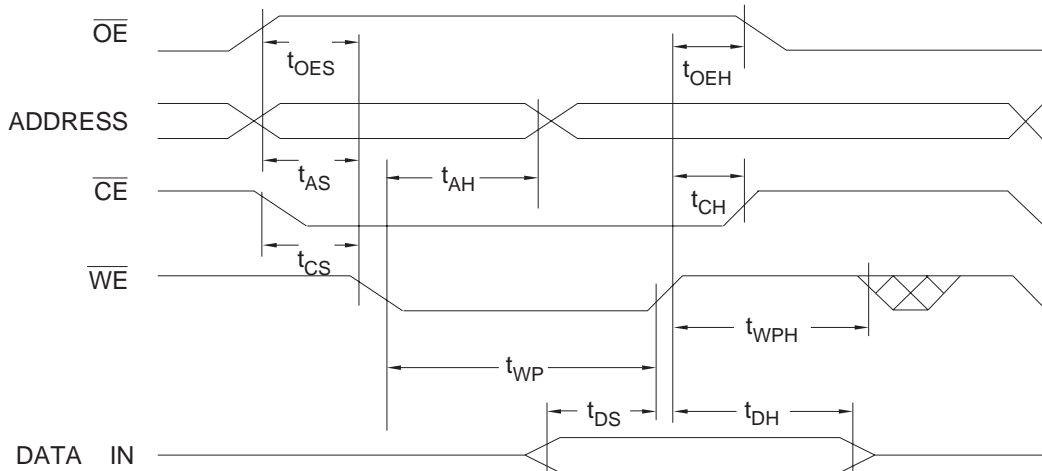 OE
tOES
tOEH
ADDRESS
tAS
tAH
CE
tCH
tCS
WE
tWPH
tWP
tDS
tDH
DATA IN